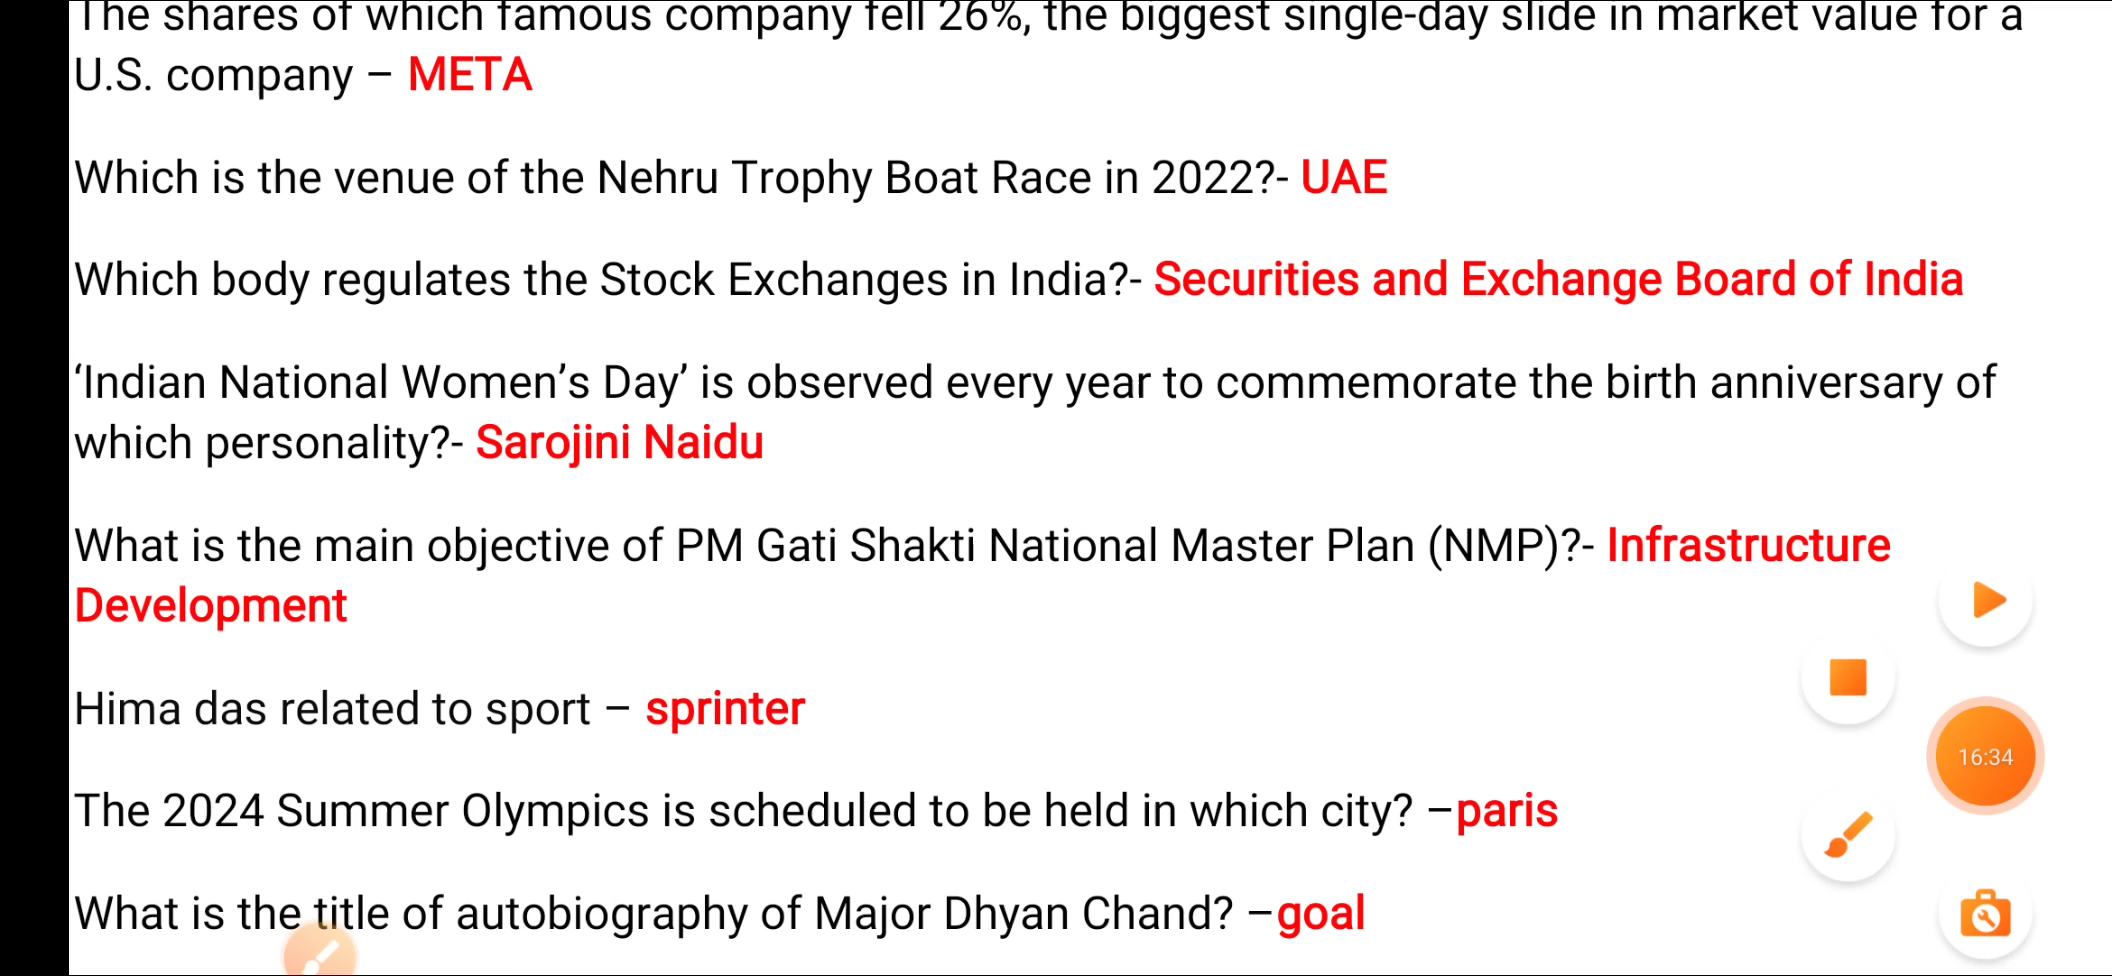 The shares of which famous company fell 26%, the biggest single-day slide in market value for a
U.S. company – META
Which is the venue of the Nehru Trophy Boat Race in 2022?- UAE
Which body regulates the Stock Exchanges in India?- Securities and Exchange Board of India
‘Indian National Women’s Day’ is observed every year to commemorate the birth anniversary of
which personality?- Sarojini Naidu
What is the main objective of PM Gati Shakti National Master Plan (NMP)?- Infrastructure
Development
Hima das related to sport – sprinter
16:34
The 2024 Summer Olympics is scheduled to be held in which city? –paris
What is the title of autobiography of Major Dhyan Chand? –goal